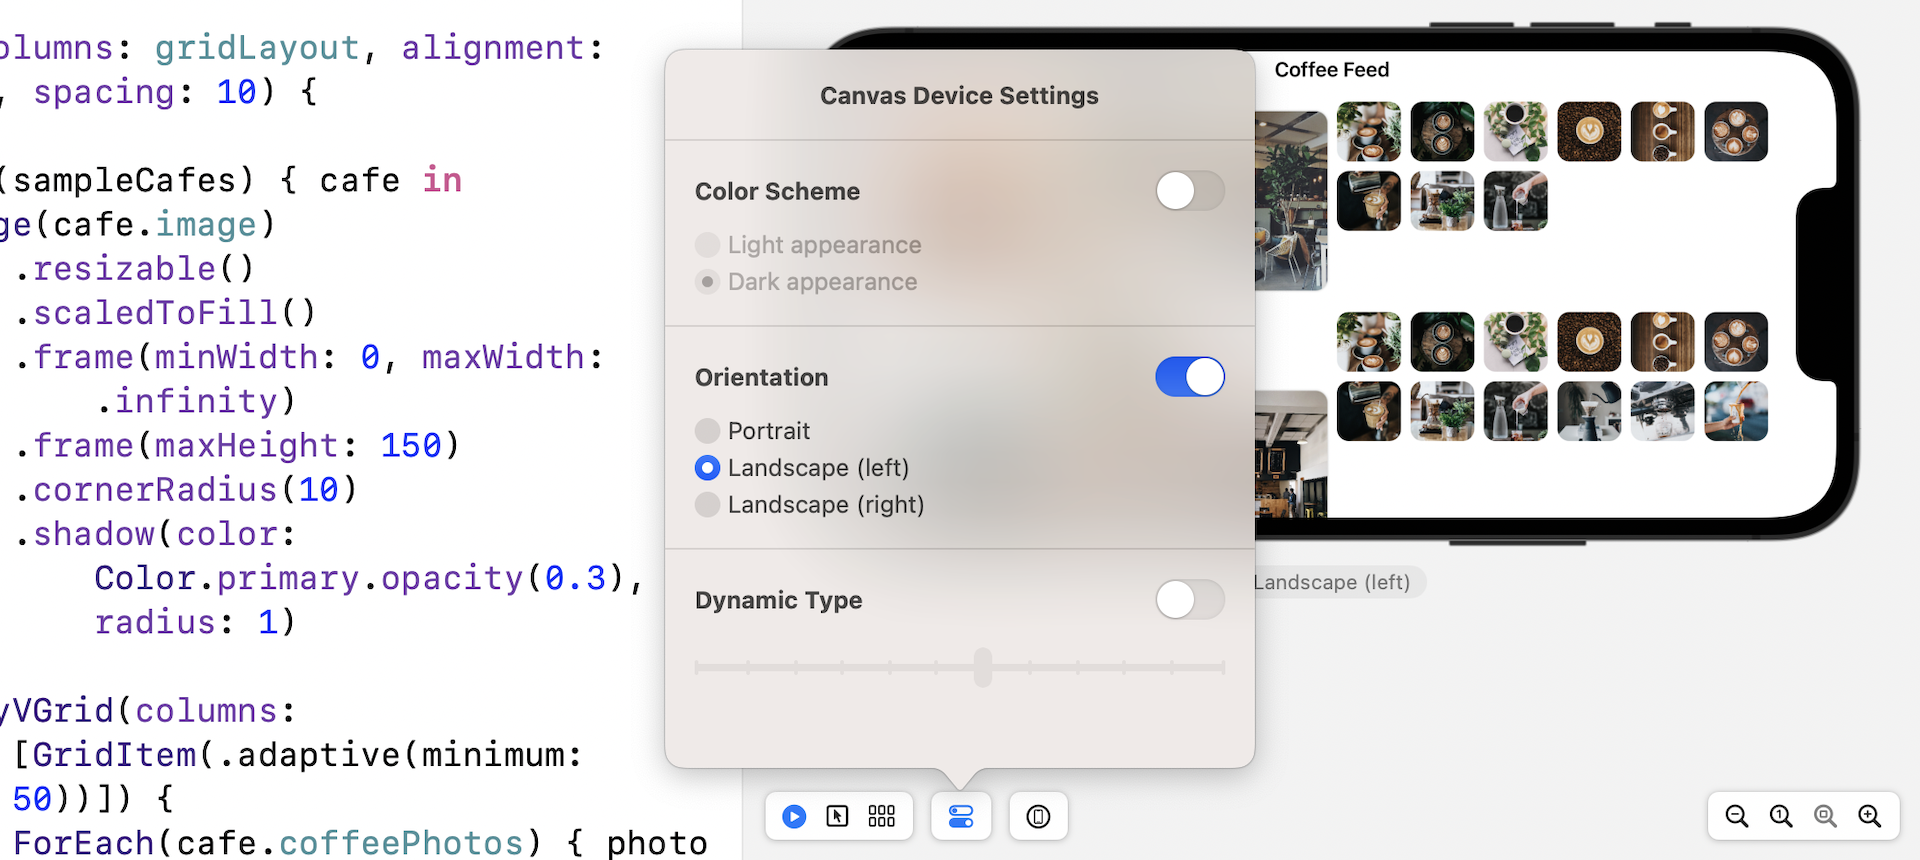 olumns: gridLayout, alignment:
, spacing: 10) {
(sampleCafes) { cafe in
ge(cafe.image)
.resizable()
.scaledToFill()
.frame(minWidth: 0, maxWidth:
.infinity)
.frame(maxHeight: 150)
.cornerRadius(10)
.shadow(color:
Color.primary.opacity(0.3),
radius: 1)
yVGrid(columns:
[GridItem(.adaptive(minimum:
50))]) {
ForEach(cafe.coffeePhotos) { photo
Canvas Device Settings
Color Scheme
Light appearance
Dark appearance
Orientation
Portrait
Landscape (left)
Landscape (right)
Dynamic Type
Coffee Feed
Landscape (left)
1